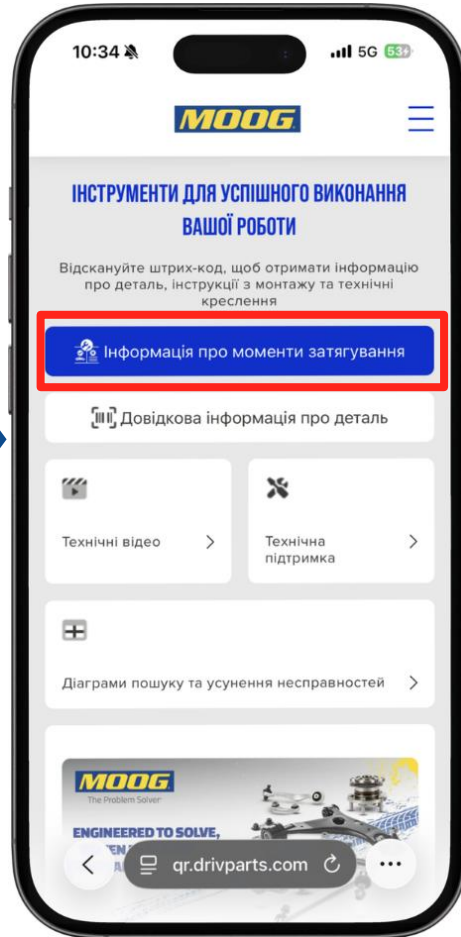 10:34
5G 53
MOOG
ІНСТРУМЕНТИ ДЛЯ УСПІШНОГО ВИКОНАННЯ
ВАШОЇ РОБОТИ
Відскануйте штрих-код, щоб отримати інформацію
про деталь, інструкції з монтажу та технічні
креслення
Інформація про моменти затягування
Довідкова інформація про деталь
Технічні відео
Технічна
підтримка
Діаграми пошуку та усунення несправностей
MOOG
The Problem Solver
ENGINEERED TO SOLVE,
qr.drivparts.com